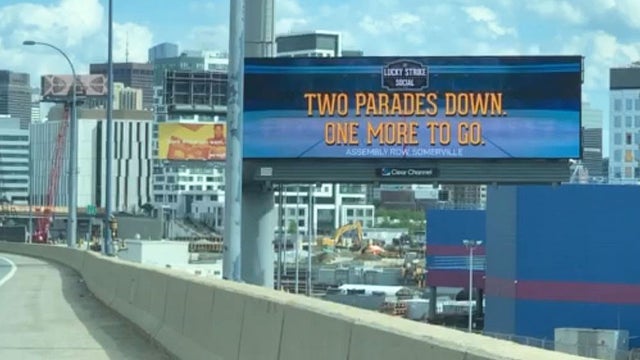 LUCKY STRIKE
SOCIAL
TWO PARADES DOWN.
ONE MORE TO GO.
ASSEMBLY ROW, SOMERVILLE
Clear Channel